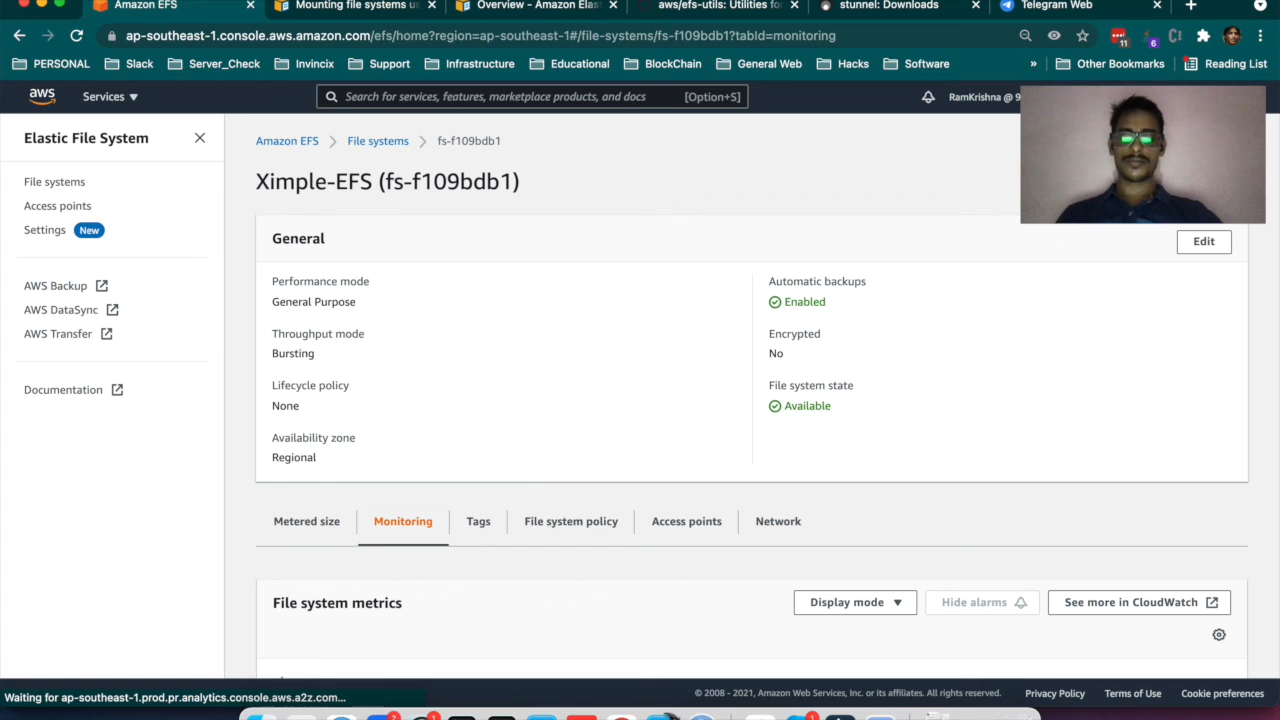 Amazon EFS
Mounting file systems us
Overview - Amazon Elas
aws/efs-utils: Utilities for
stunnel: Downloads
Telegram Web
ap-southeast-1.console.aws.amazon.com/efs/home?region=ap-southeast-1#/file-systems/fs-f109bdb1?tabId=monitoring
11
6
PERSONAL
Slack
Server_Check
Invincix
Support
Infrastructure
Educational
BlockChain
General Web
Hacks
Software
»
Other Bookmarks
Reading List
aws
Services
Search for services, features, marketplace products, and docs
[Option+S]
RamKrishna @ 9
Elastic File System
File systems
Access points
Settings New
AWS Backup
AWS DataSync
AWS Transfer
Documentation
Amazon EFS
File systems
fs-f109bdb1
Ximple-EFS (fs-f109bdb1)
General
Edit
Performance mode
General Purpose
Throughput mode
Bursting
Lifecycle policy
None
Availability zone
Regional
Automatic backups
Enabled
Encrypted
No
File system state
Available
Metered size
Monitoring
Tags
File system policy
Access points
Network
File system metrics
Display mode
Hide alarms
See more in CloudWatch
Waiting for ap-southeast-1.prod.pr.analytics.console.aws.a2z.com...
© 2008 - 2021, Amazon Web Services, Inc. or its affiliates. All rights reserved.
Privacy Policy
Terms of Use
Cookie preferences